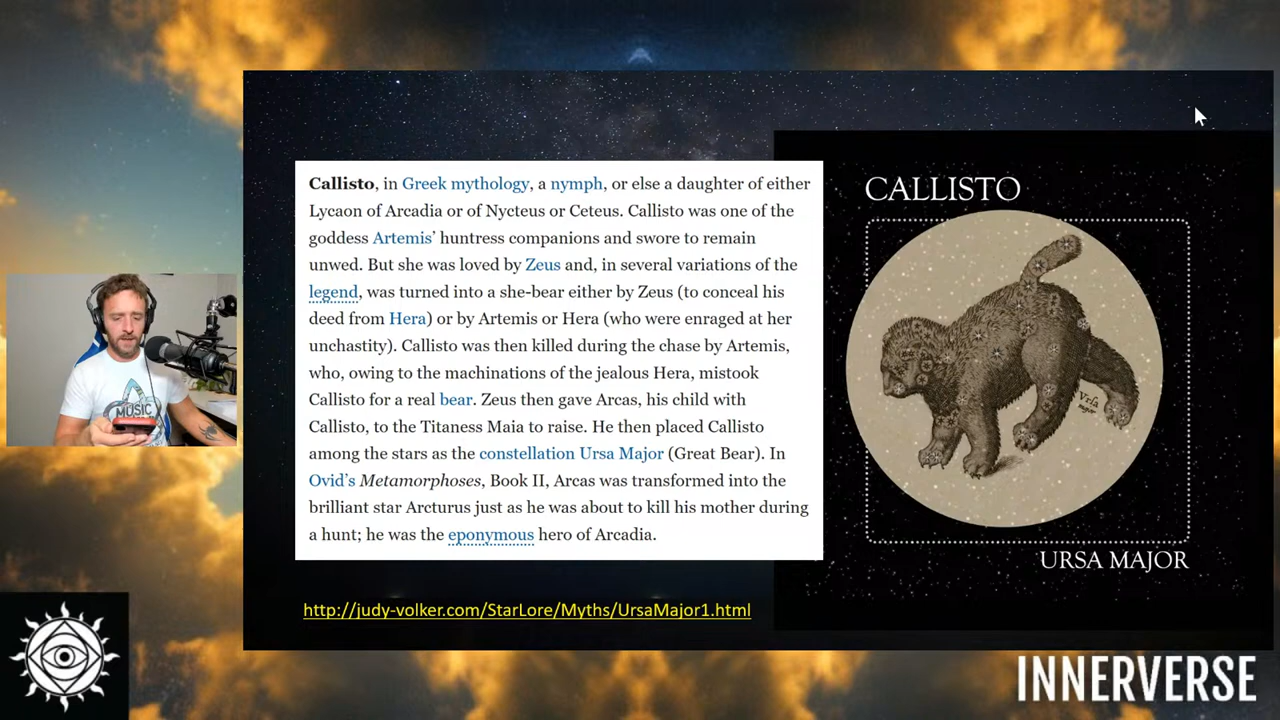 Callisto, in Greek mythology, a nymph, or else a daughter of either
Lycaon of Arcadia or of Nycteus or Ceteus. Callisto was one of the
goddess Artemis’ huntress companions and swore to remain
unwed. But she was loved by Zeus and, in several variations of the
legend, was turned into a she-bear either by Zeus (to conceal his
deed from Hera) or by Artemis or Hera (who were enraged at her
unchastity). Callisto was then killed during the chase by Artemis,
who, owing to the machinations of the jealous Hera, mistook
Callisto for a real bear. Zeus then gave Arcas, his child with
Callisto, to the Titaness Maia to raise. He then placed Callisto
among the stars as the constellation Ursa Major (Great Bear). In
Ovid’s Metamorphoses, Book II, Arcas was transformed into the
brilliant star Arcturus just as he was about to kill his mother during
a hunt; he was the eponymous hero of Arcadia.
http://judy-volker.com/StarLore/Myths/UrsaMajor1.html
CALLISTO
Vrsa
maior
URSA MAJOR
MUSIC
INNERVERSE